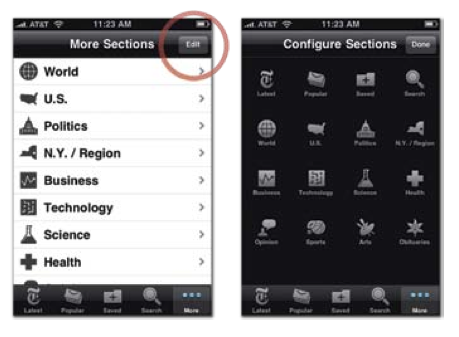 AT&T 11:23 AM
More Sections Edit
World
U.S.
Politics
N.Y. / Region
Business
Technology
Science
Health
Latest Popular Saved Search More
AT&T 11:23 AM
Configure Sections Done
Latest Popular Saved Search
World U.S. Politics N.Y. / Region
Business Technology Science Health
Opinion Sports Arts Obituaries
Latest Popular Saved Search More